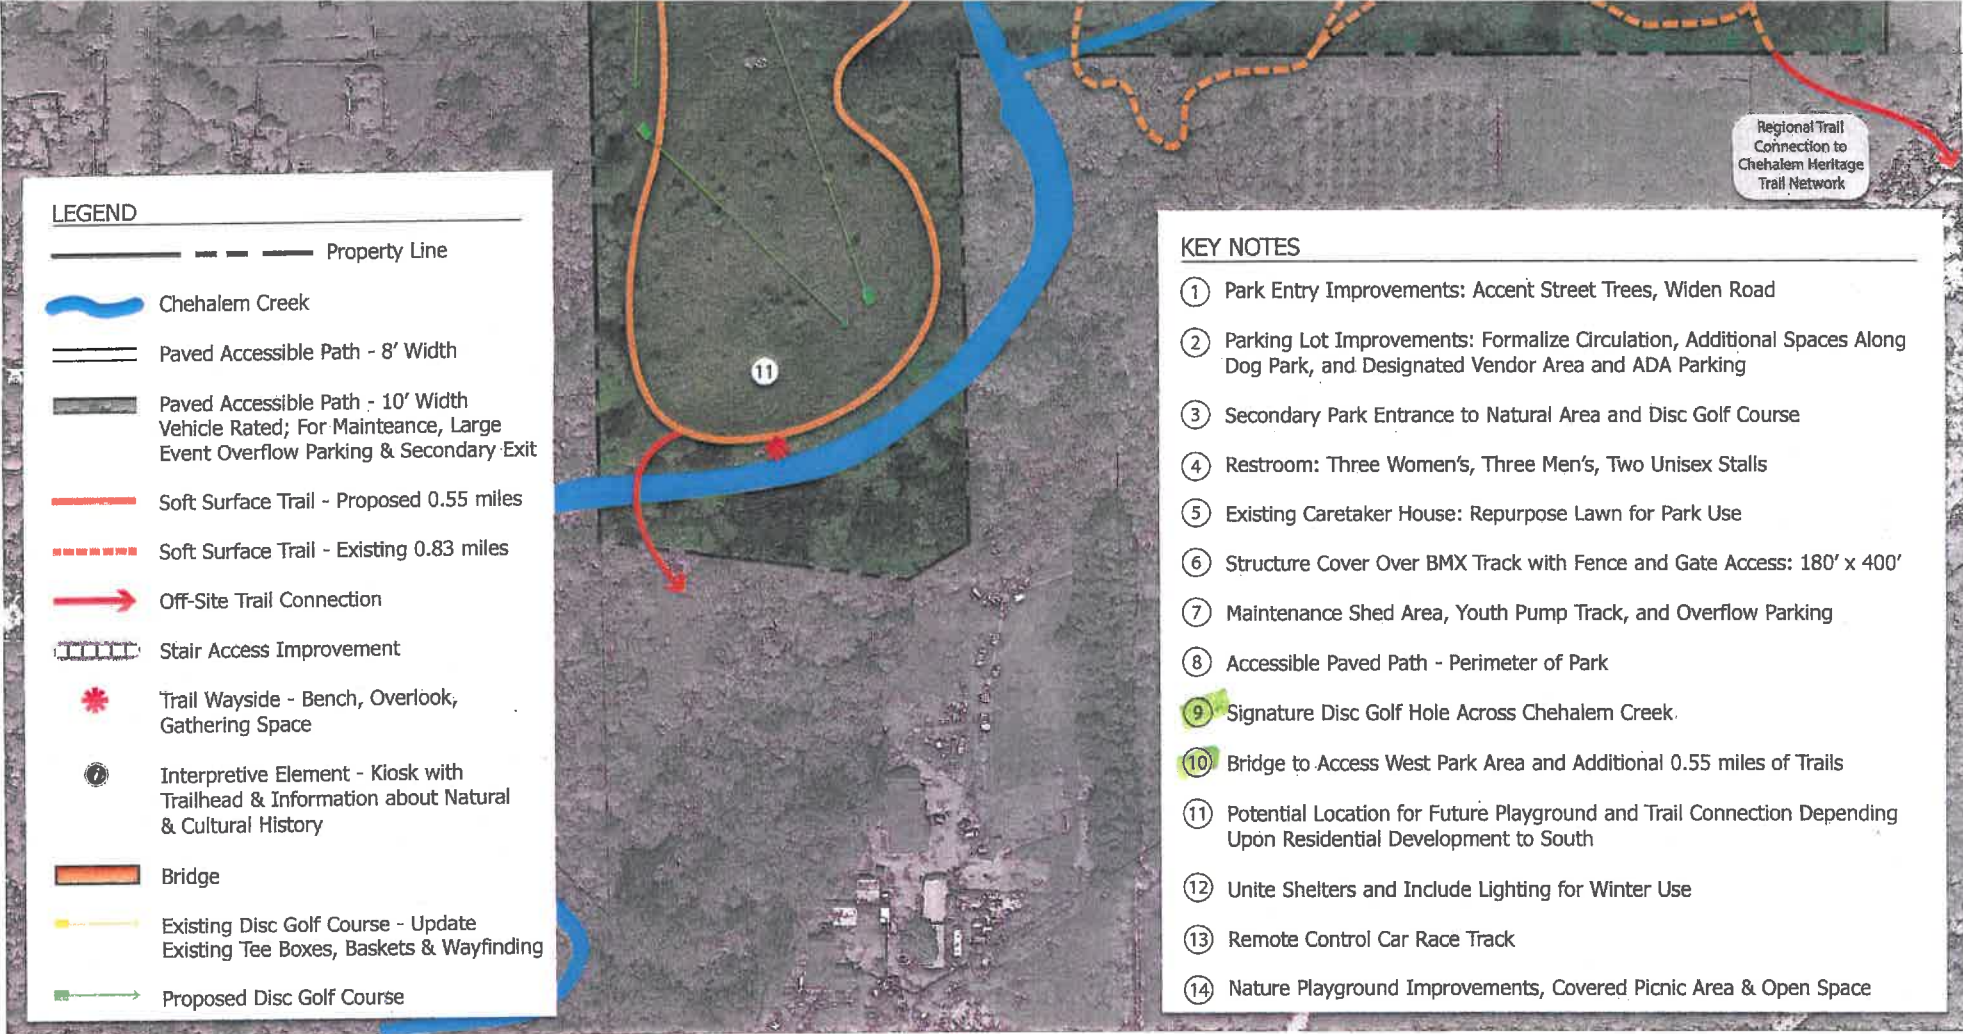 Regional Trail
Connection to
Chehalem Heritage
Trail Network
11
LEGEND
Property Line
Chehalem Creek
Paved Accessible Path - 8' Width
Paved Accessible Path - 10' Width
Vehicle Rated; For Mainteance, Large
Event Overflow Parking & Secondary Exit
Soft Surface Trail - Proposed 0.55 miles
Soft Surface Trail - Existing 0.83 miles
Off-Site Trail Connection
Stair Access Improvement
Trail Wayside - Bench, Overlook,
Gathering Space
i Interpretive Element - Kiosk with
Trailhead & Information about Natural
& Cultural History
Bridge
Existing Disc Golf Course - Update
Existing Tee Boxes, Baskets & Wayfinding
Proposed Disc Golf Course
KEY NOTES
1 Park Entry Improvements: Accent Street Trees, Widen Road
2 Parking Lot Improvements: Formalize Circulation, Additional Spaces Along
Dog Park, and Designated Vendor Area and ADA Parking
3 Secondary Park Entrance to Natural Area and Disc Golf Course
4 Restroom: Three Women's, Three Men's, Two Unisex Stalls
5 Existing Caretaker House: Repurpose Lawn for Park Use
6 Structure Cover Over BMX Track with Fence and Gate Access: 180' x 400'
7 Maintenance Shed Area, Youth Pump Track, and Overflow Parking
8 Accessible Paved Path - Perimeter of Park
9 Signature Disc Golf Hole Across Chehalem Creek
10 Bridge to Access West Park Area and Additional 0.55 miles of Trails
11 Potential Location for Future Playground and Trail Connection Depending
Upon Residential Development to South
12 Unite Shelters and Include Lighting for Winter Use
13 Remote Control Car Race Track
14 Nature Playground Improvements, Covered Picnic Area & Open Space